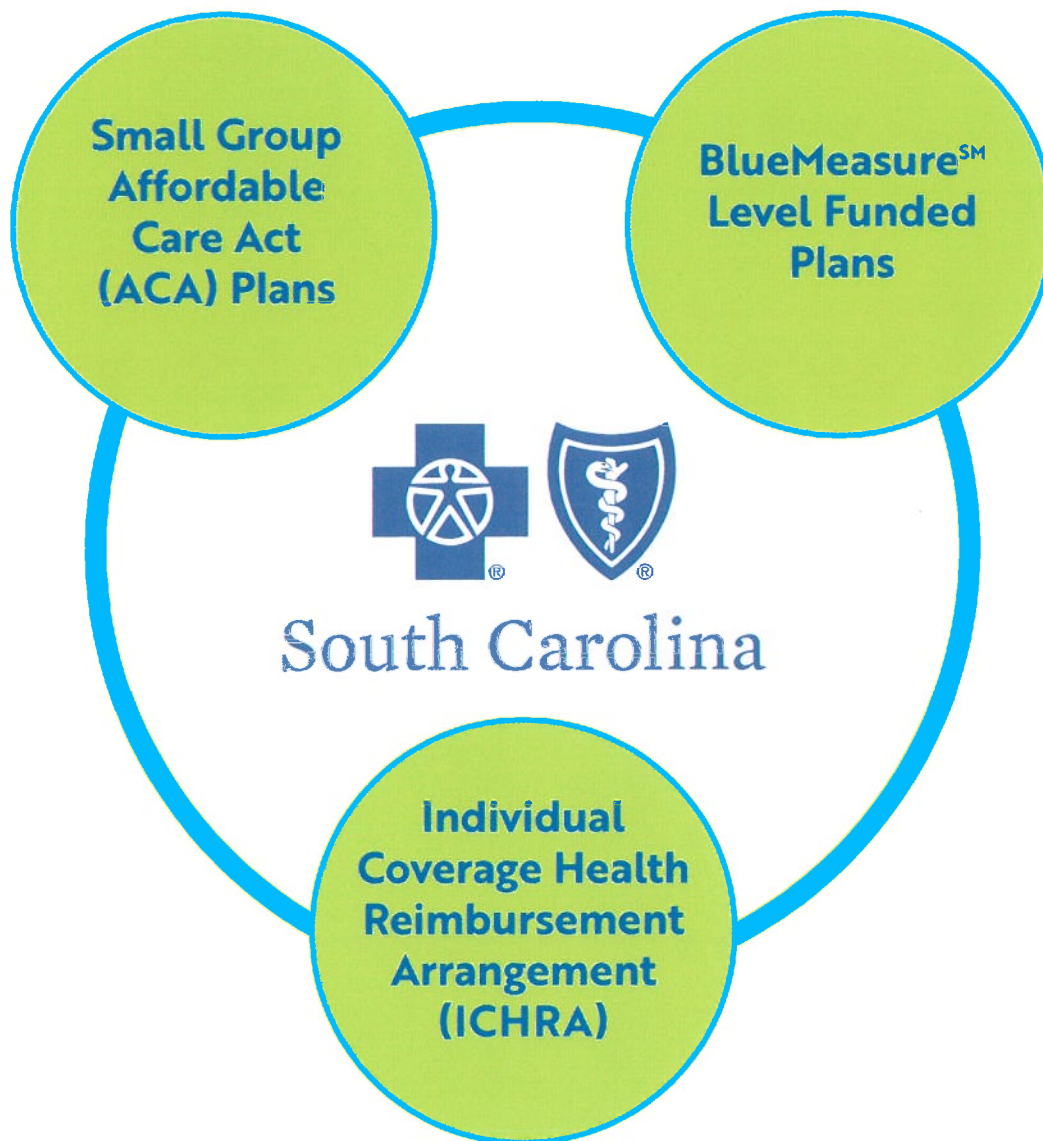 Small Group
Affordable
Care Act
(ACA) Plans
BlueMeasure℠
Level Funded
Plans
®
®
South Carolina
Individual
Coverage Health
Reimbursement
Arrangement
(ICHRA)